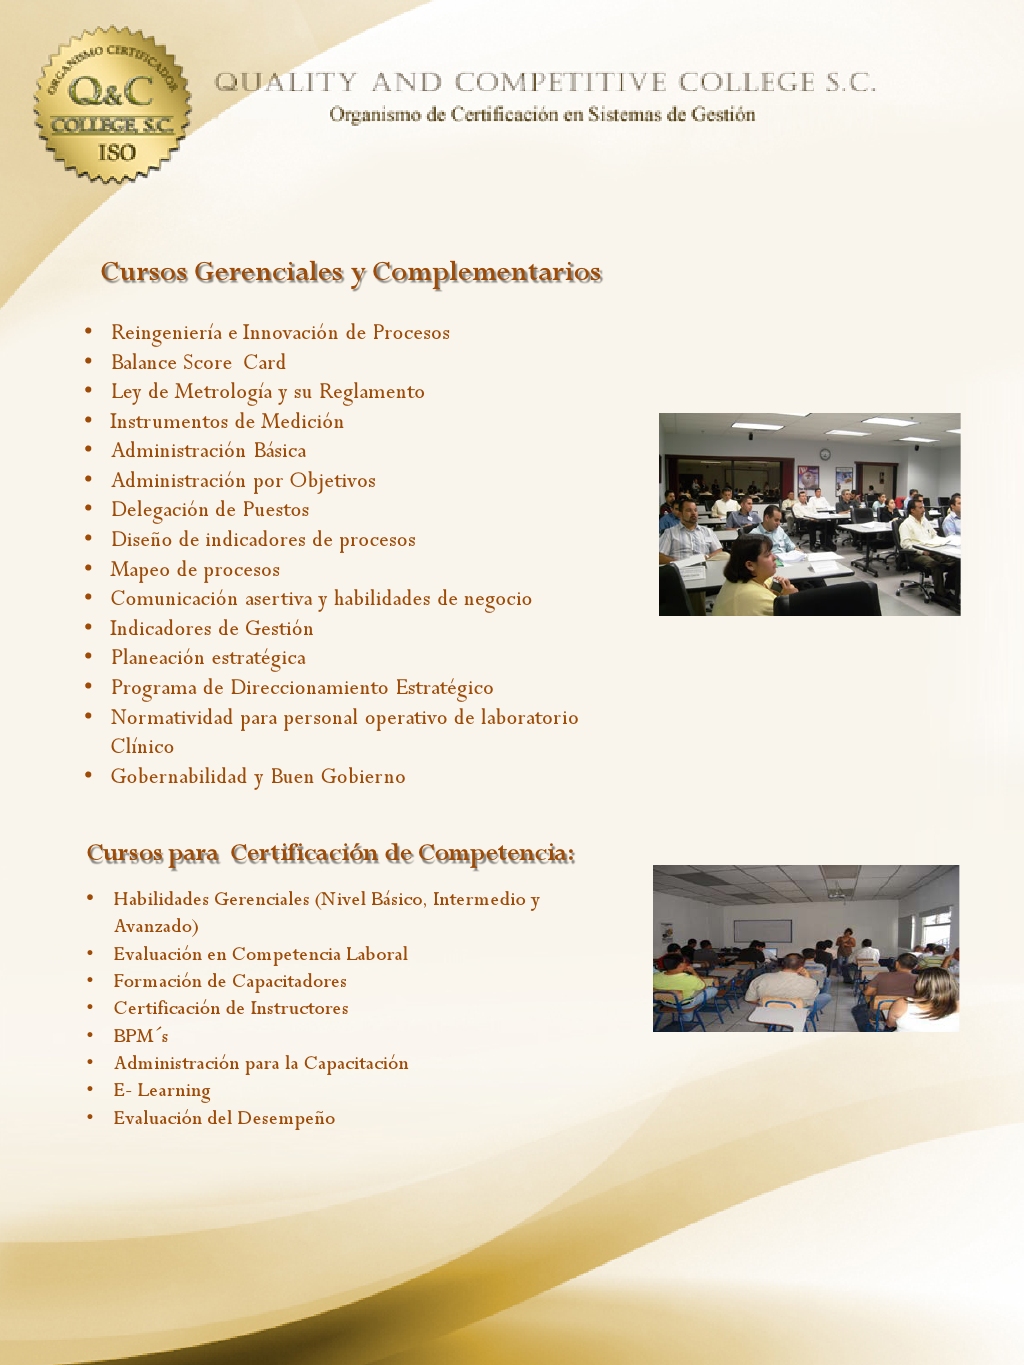 ORGANISMO CERTIFICADOR
Q&C
COLLEGE, S.C.
ISO
QUALITY AND COMPETITIVE COLLEGE S.C.
Organismo de Certificación en Sistemas de Gestión
Cursos Gerenciales y Complementarios
• Reingeniería e Innovación de Procesos
• Balance Score Card
• Ley de Metrología y su Reglamento
• Instrumentos de Medición
• Administración Básica
• Administración por Objetivos
• Delegación de Puestos
• Diseño de indicadores de procesos
• Mapeo de procesos
• Comunicación asertiva y habilidades de negocio
• Indicadores de Gestión
• Planeación estratégica
• Programa de Direccionamiento Estratégico
• Normatividad para personal operativo de laboratorio
Clínico
• Gobernabilidad y Buen Gobierno
Cursos para Certificación de Competencia:
• Habilidades Gerenciales (Nivel Básico, Intermedio y
Avanzado)
• Evaluación en Competencia Laboral
• Formación de Capacitadores
• Certificación de Instructores
• BPM´s
• Administración para la Capacitación
• E- Learning
• Evaluación del Desempeño